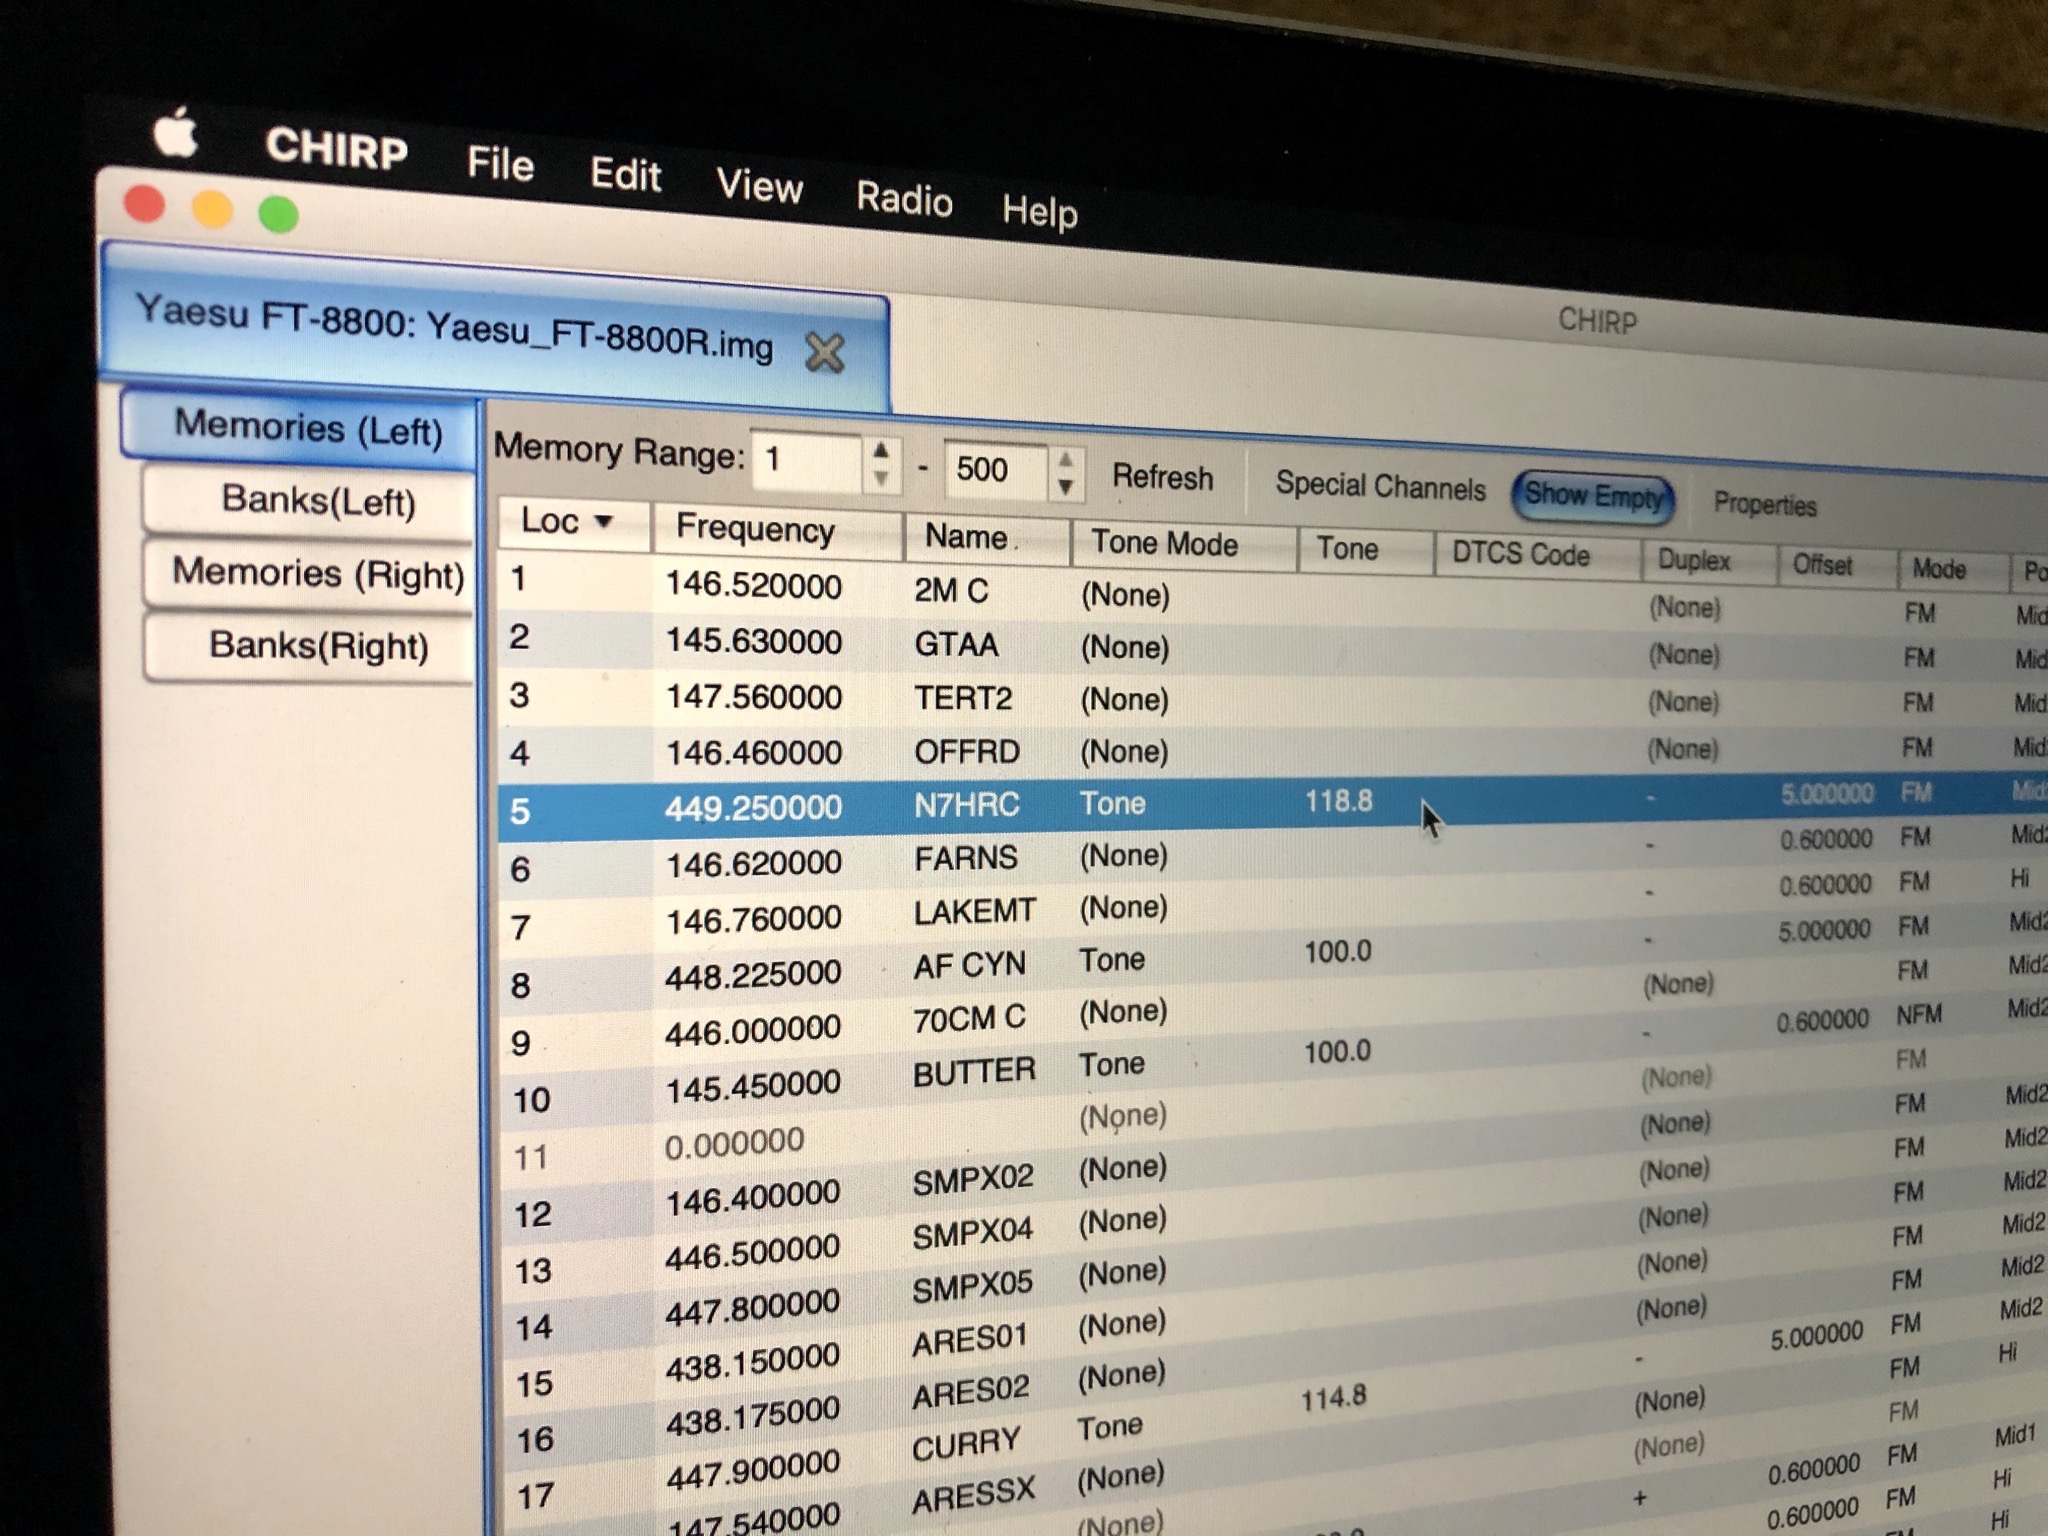 CHIRP File Edit View Radio Help
CHIRP
Yaesu FT-8800: Yaesu_FT-8800R.img
Memories (Left)
Banks(Left)
Memories (Right)
Banks(Right)
Memory Range: 1 - 500 Refresh Special Channels Show Empty Properties
Loc Frequency Name Tone Mode Tone DTCS Code Duplex Offset Mode Po
1 146.520000 2M C (None) (None) FM Mid
2 145.630000 GTAA (None) (None) FM Mid
3 147.560000 TERT2 (None) (None) FM Mid
4 146.460000 OFFRD (None) (None) FM Mid
5 449.250000 N7HRC Tone 118.8 - 5.000000 FM Mid
6 146.620000 FARNS (None) - 0.600000 FM Mid2
7 146.760000 LAKEMT (None) - 0.600000 FM Hi
8 448.225000 AF CYN Tone 100.0 - 5.000000 FM Mid2
9 446.000000 70CM C (None) (None) FM Mid2
10 145.450000 BUTTER Tone 100.0 - 0.600000 NFM Mid2
11 0.000000 (None) (None) FM
12 146.400000 SMPX02 (None) (None) FM Mid2
13 446.500000 SMPX04 (None) (None) FM Mid2
14 447.800000 SMPX05 (None) (None) FM Mid2
15 438.150000 ARES01 (None) (None) FM Mid2
16 438.175000 ARES02 (None) (None) FM Mid2
17 447.900000 CURRY Tone 114.8 - 5.000000 FM Mid2
147.540000 ARESSX (None) (None) FM Hi
(None) (None) FM
+ 0.600000 FM Mid1
0.600000 FM Hi
Hi